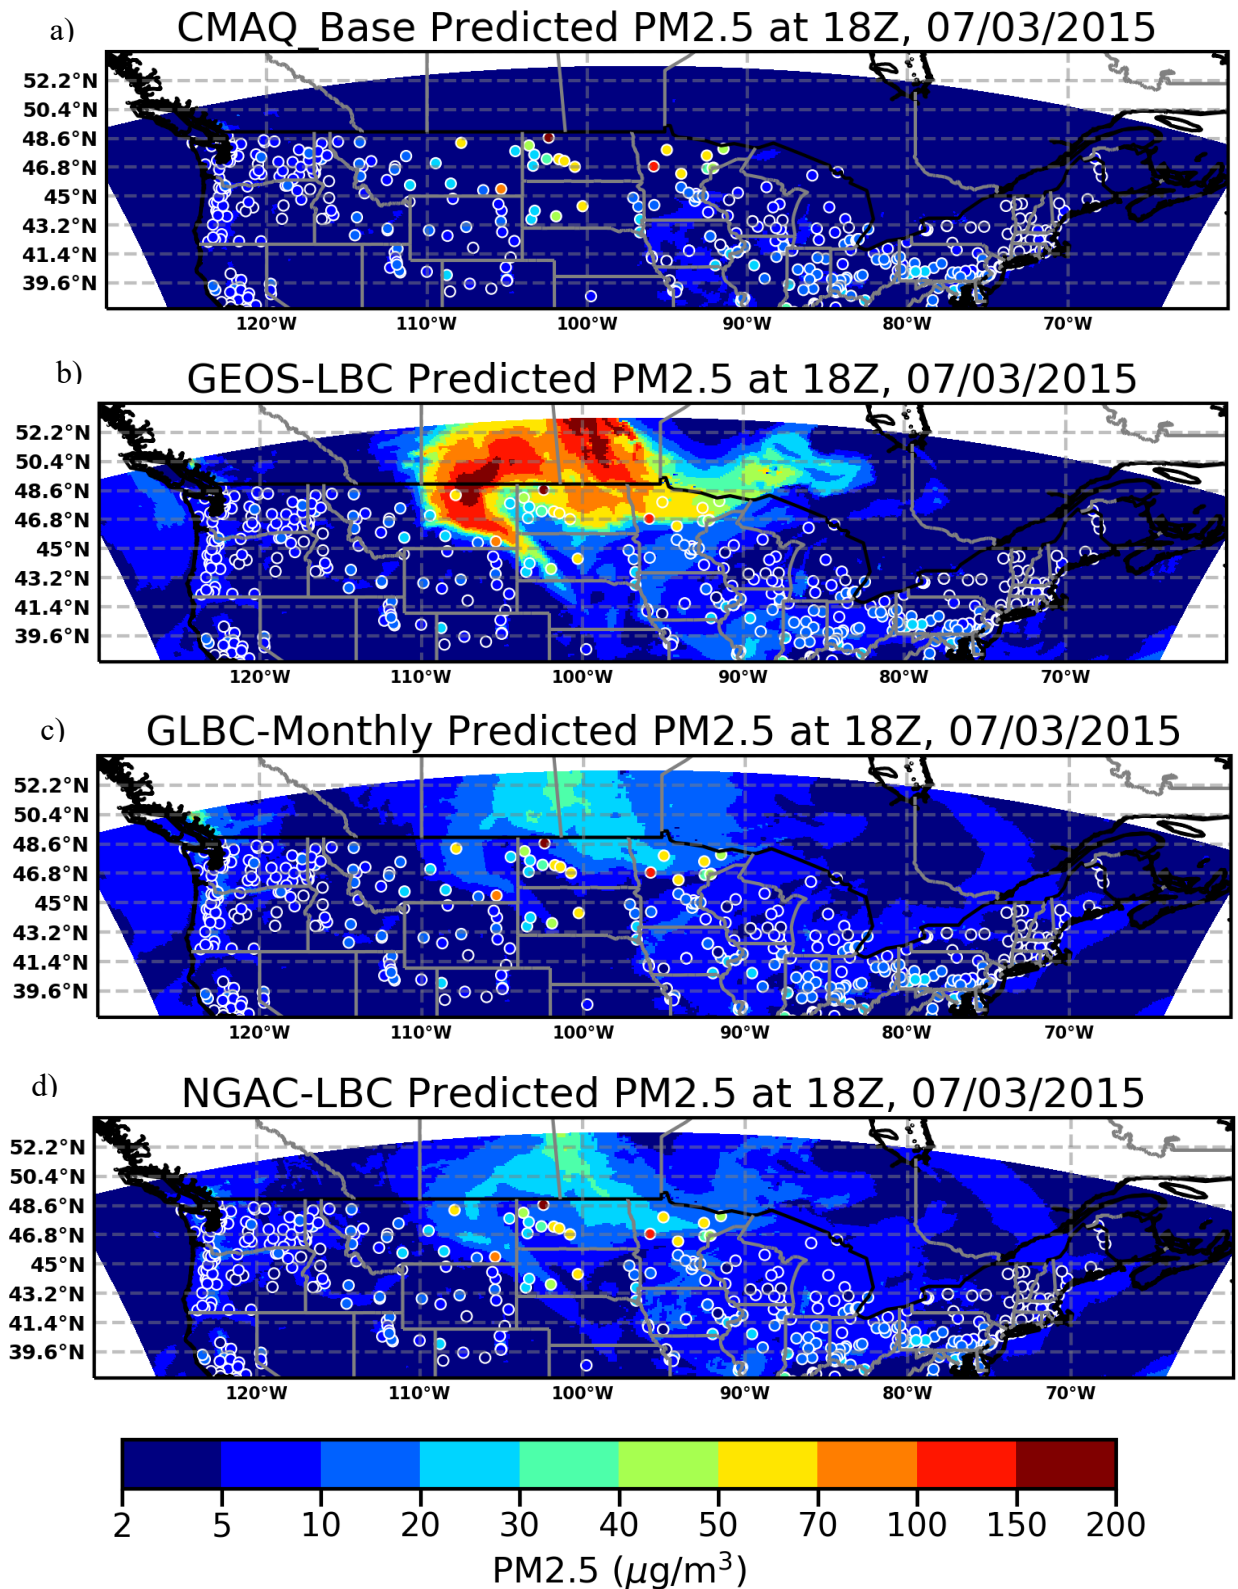 a)
CMAQ_Base Predicted PM2.5 at 18Z, 07/03/2015
52.2°N
50.4°N
48.6°N
46.8°N
45°N
43.2°N
41.4°N
39.6°N
120°W 110°W 100°W 90°W 80°W 70°W
b)
GEOS-LBC Predicted PM2.5 at 18Z, 07/03/2015
52.2°N
50.4°N
48.6°N
46.8°N
45°N
43.2°N
41.4°N
39.6°N
120°W 110°W 100°W 90°W 80°W 70°W
c)
GLBC-Monthly Predicted PM2.5 at 18Z, 07/03/2015
52.2°N
50.4°N
48.6°N
46.8°N
45°N
43.2°N
41.4°N
39.6°N
120°W 110°W 100°W 90°W 80°W 70°W
d)
NGAC-LBC Predicted PM2.5 at 18Z, 07/03/2015
52.2°N
50.4°N
48.6°N
46.8°N
45°N
43.2°N
41.4°N
39.6°N
120°W 110°W 100°W 90°W 80°W 70°W
2 5 10 20 30 40 50 70 100 150 200
PM2.5 (μg/m³)